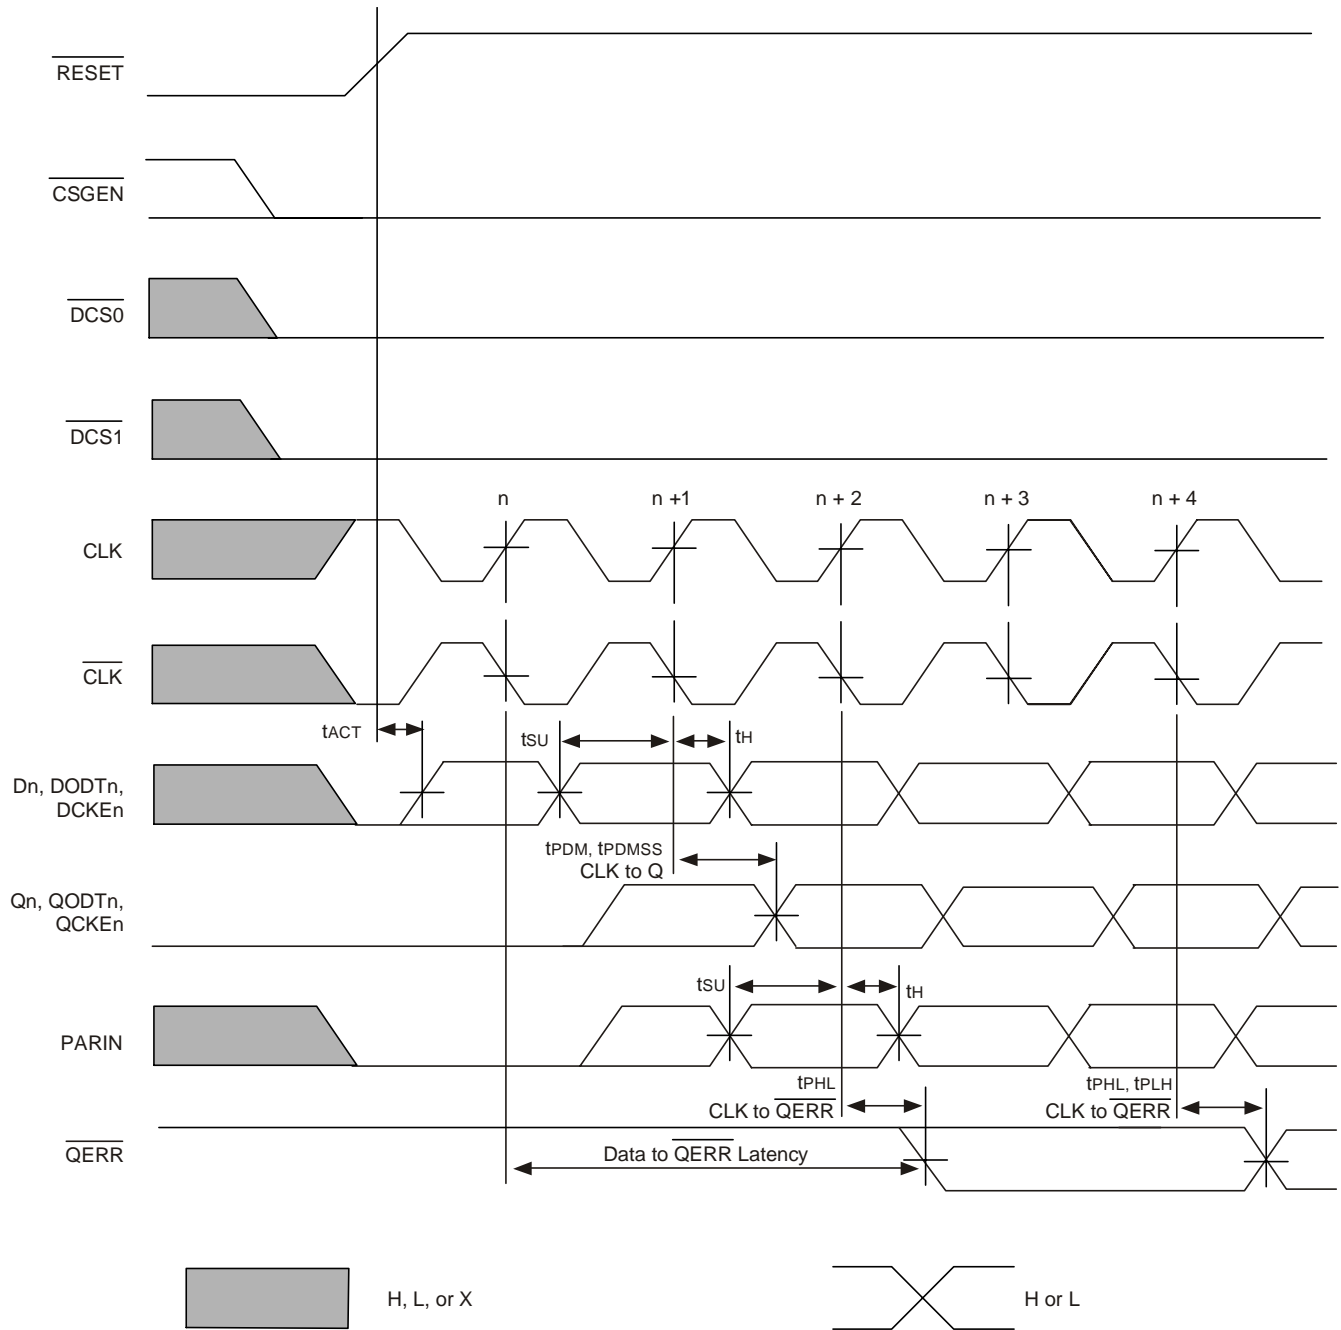 RESET
CSGEN
DCS0
DCS1
n n +1 n + 2 n + 3 n + 4
CLK
CLK
tACT tSU tH
Dn, DODTn,
DCKEn
tPDM, tPDMSS
CLK to Q
Qn, QODTn,
QCKEn
tSU tH
PARIN
tPHL
CLK to QERR
tPHL, tPLH
CLK to QERR
QERR
Data to QERR Latency
H, L, or X
H or L